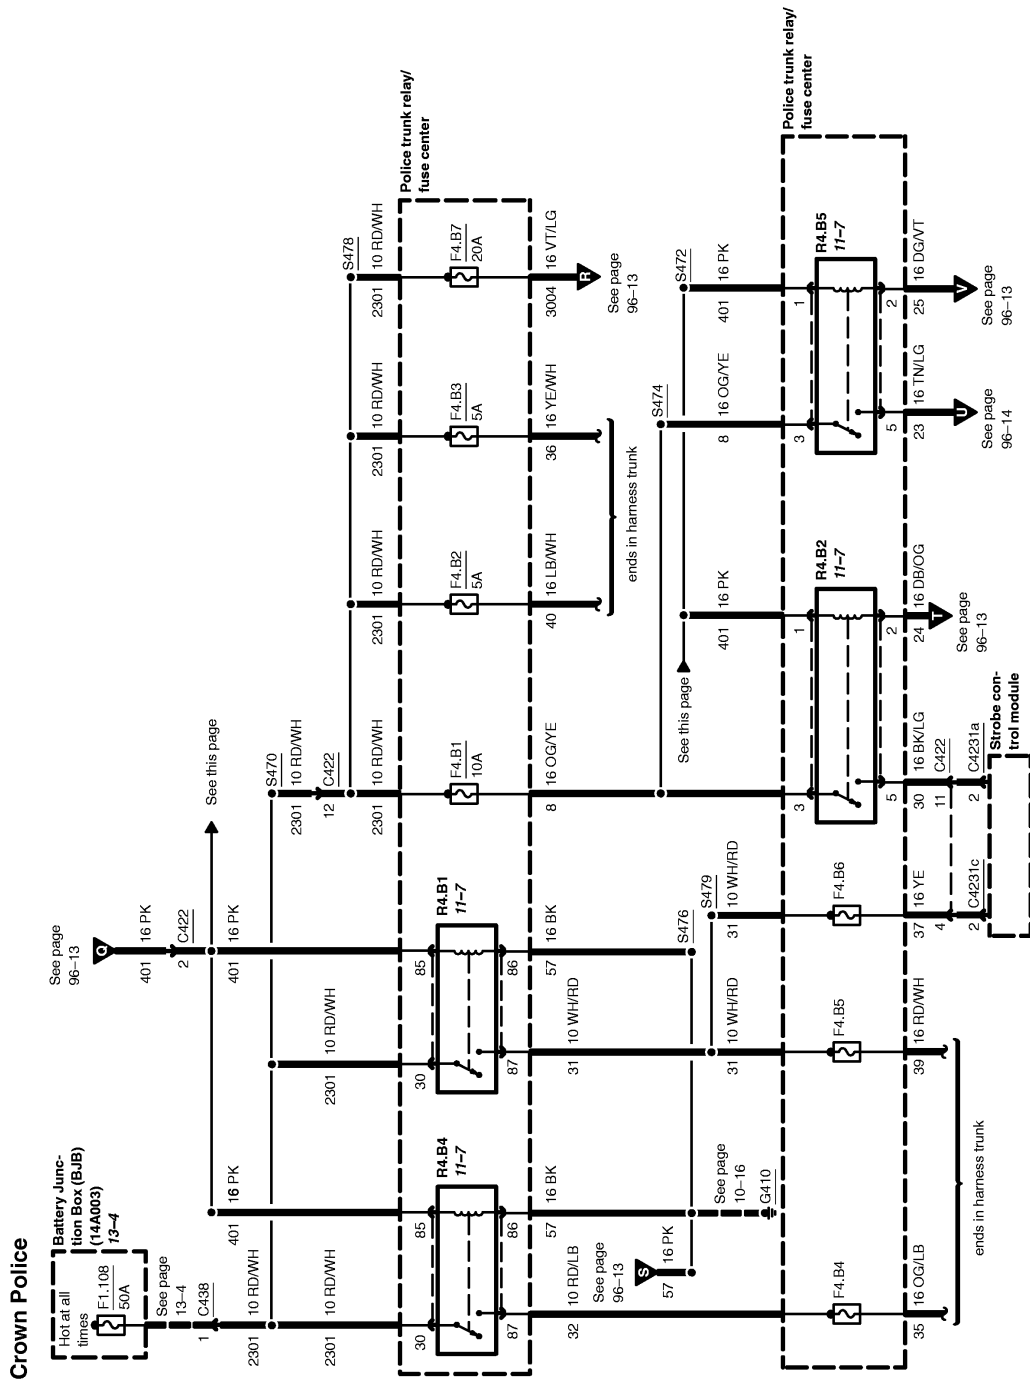 Crown Police
Battery Junc-
tion Box (BJB)
(14A003)
13–4
Hot at all
times
F1.108
50A
See page
13–4
1
C438
2301
10 RD/WH
2301
10 RD/WH
30
401
16 PK
85
R4.B4
11–7
87
86
32
10 RD/LB
57
16 BK
See page
96–13
S
57
16 PK
See page
10–16
G410
F4.B4
35
16 OG/LB
See page
96–13
Q
401
16 PK
2
C422
401
16 PK
See this page
2301
10 RD/WH
30
85
R4.B1
11–7
87
86
31
10 WH/RD
57
16 BK
S476
S479
31
10 WH/RD
31
10 WH/RD
F4.B5
F4.B6
39
16 RD/WH
ends in harness trunk
37
16 YE
4
2
C4231c
S470
2301
10 RD/WH
12
C422
2301
10 RD/WH
F4.B1
10A
8
16 OG/YE
2301
10 RD/WH
F4.B2
5A
40
16 LB/WH
2301
10 RD/WH
F4.B3
5A
36
16 YE/WH
ends in harness trunk
S478
2301
10 RD/WH
F4.B7
20A
3004
16 VT/LG
R
See page
96–13
Police trunk relay/
fuse center
See this page
401
16 PK
S474
8
16 OG/YE
S472
401
16 PK
Police trunk relay/
fuse center
3
1
R4.B2
11–7
5
2
30
16 BK/LG
11
C422
2
C4231a
Strobe con-
trol module
24
16 DB/OG
T
See page
96–13
3
1
R4.B5
11–7
5
2
23
16 TN/LG
U
See page
96–14
25
16 DG/VT
V
See page
96–13